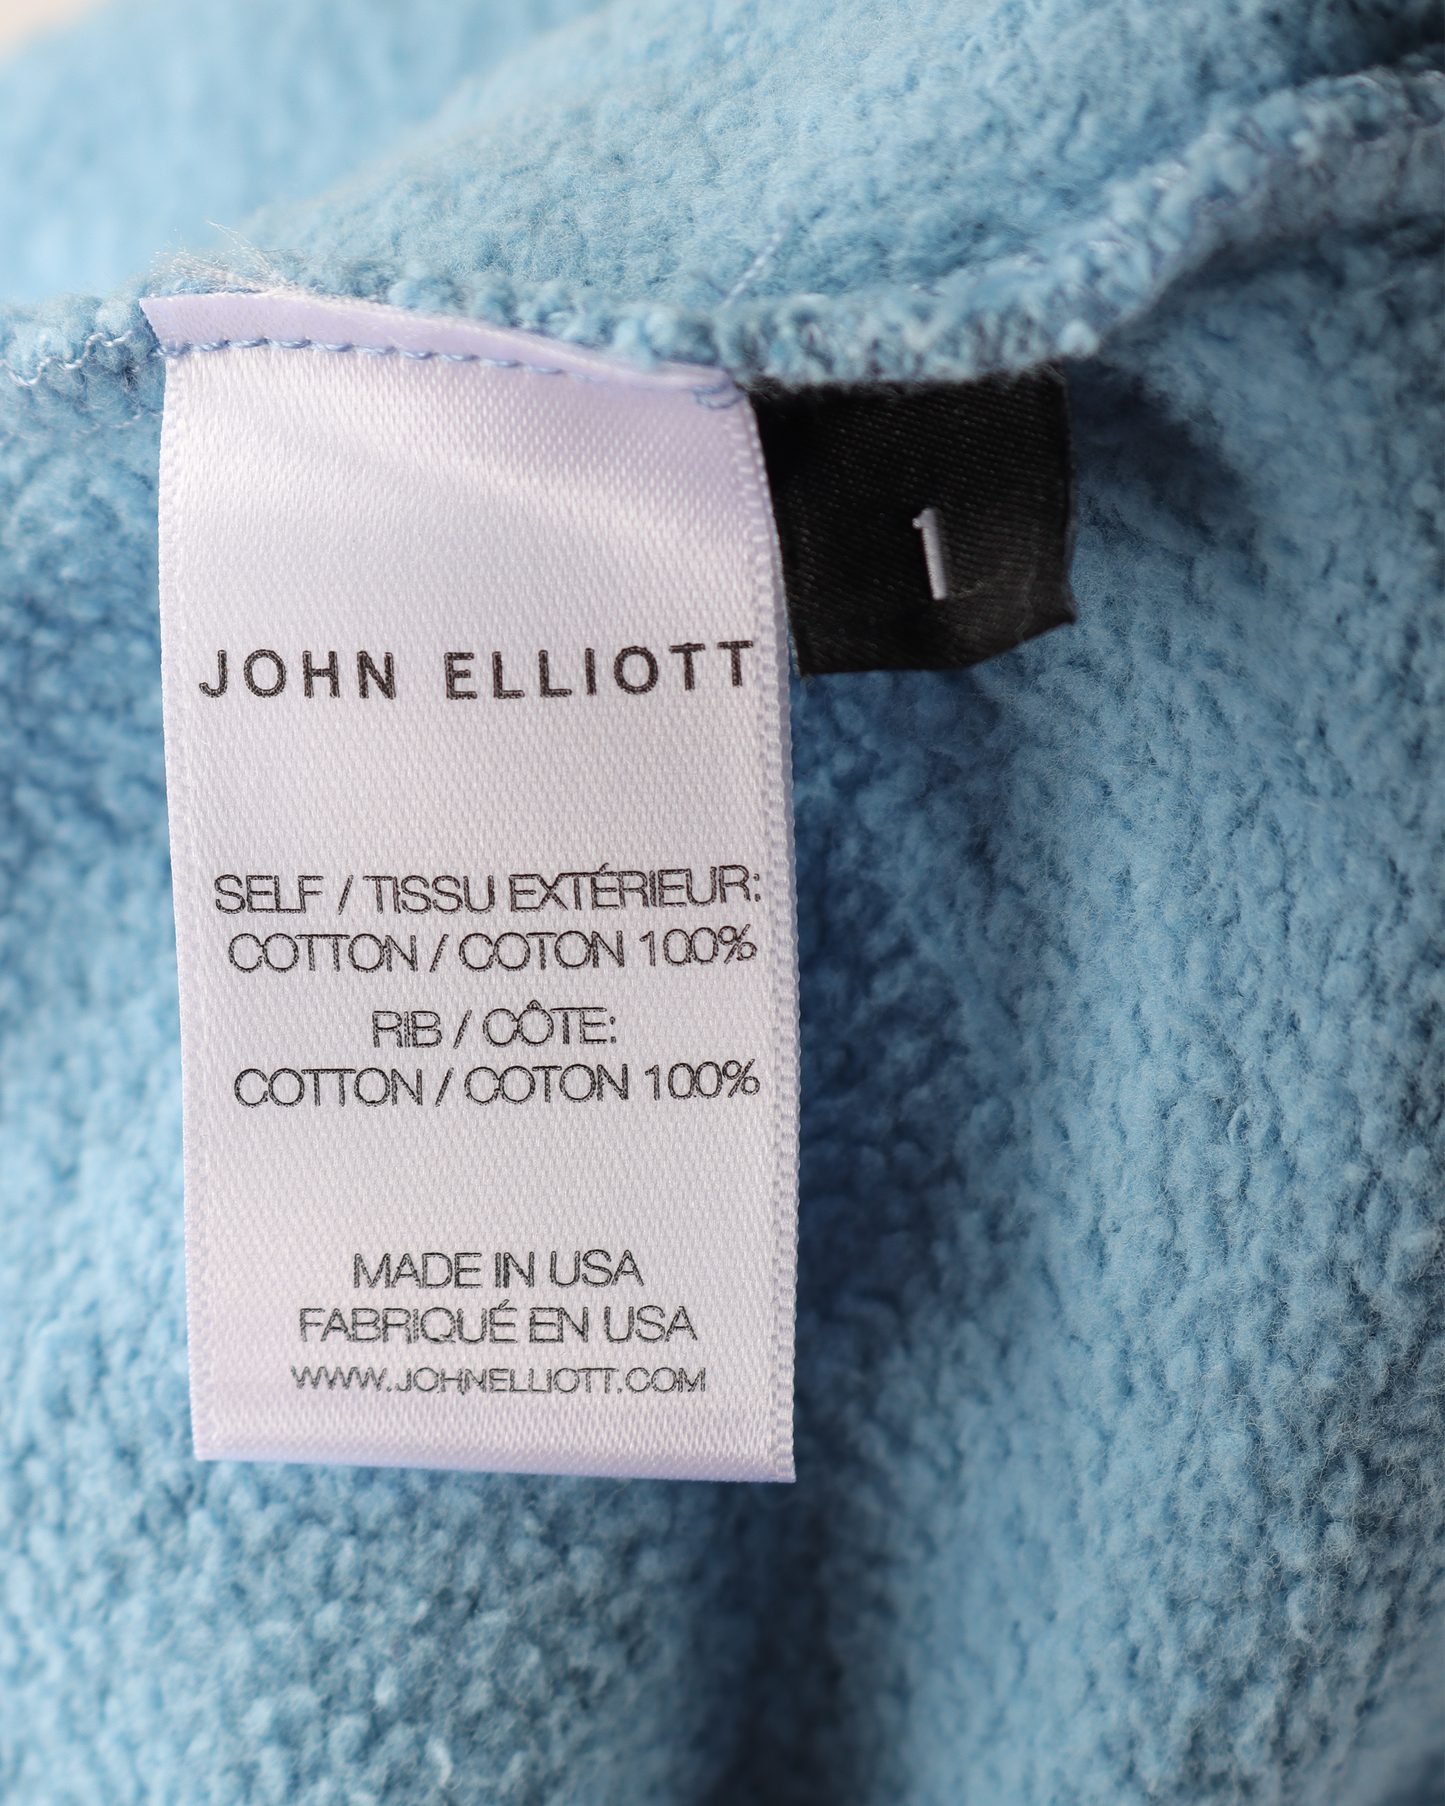 JOHN ELLIOTT
1
SELF / TISSU EXTÉRIEUR:
COTTON / COTON 100%
RIB / CÔTE:
COTTON / COTON 100%
MADE IN USA
FABRIQUÉ EN USA
WWW.JOHNELLIOTT.COM